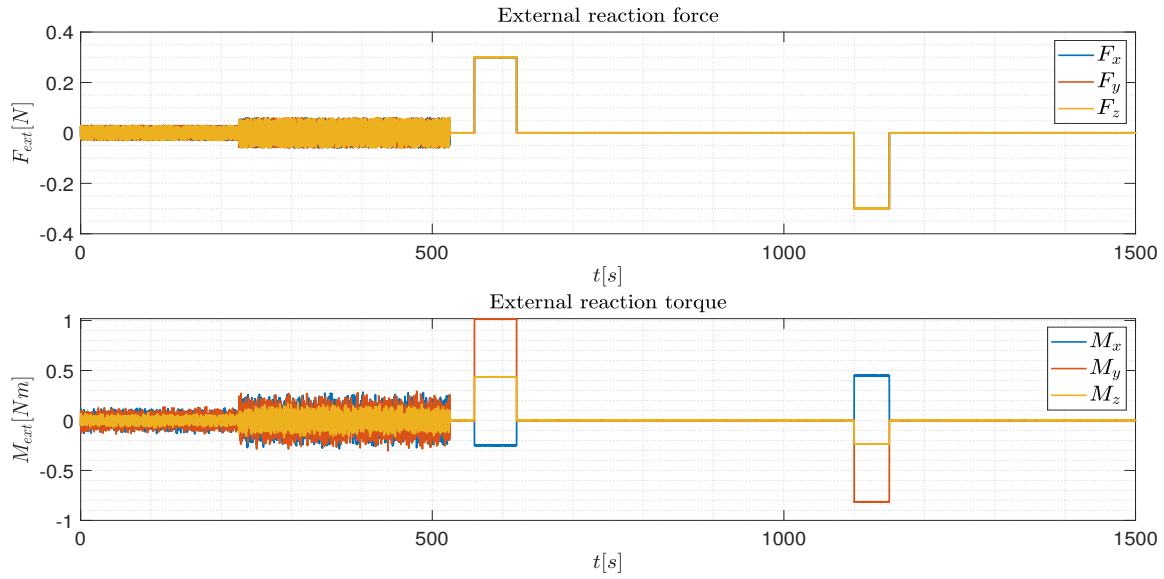 External reaction force
F_ext[N]
0.4
0.2
0
-0.2
-0.4
F_x
F_y
F_z
0
500
1000
1500
t[s]
External reaction torque
M_ext[Nm]
1
0.5
0
-0.5
-1
M_x
M_y
M_z
0
500
1000
1500
t[s]